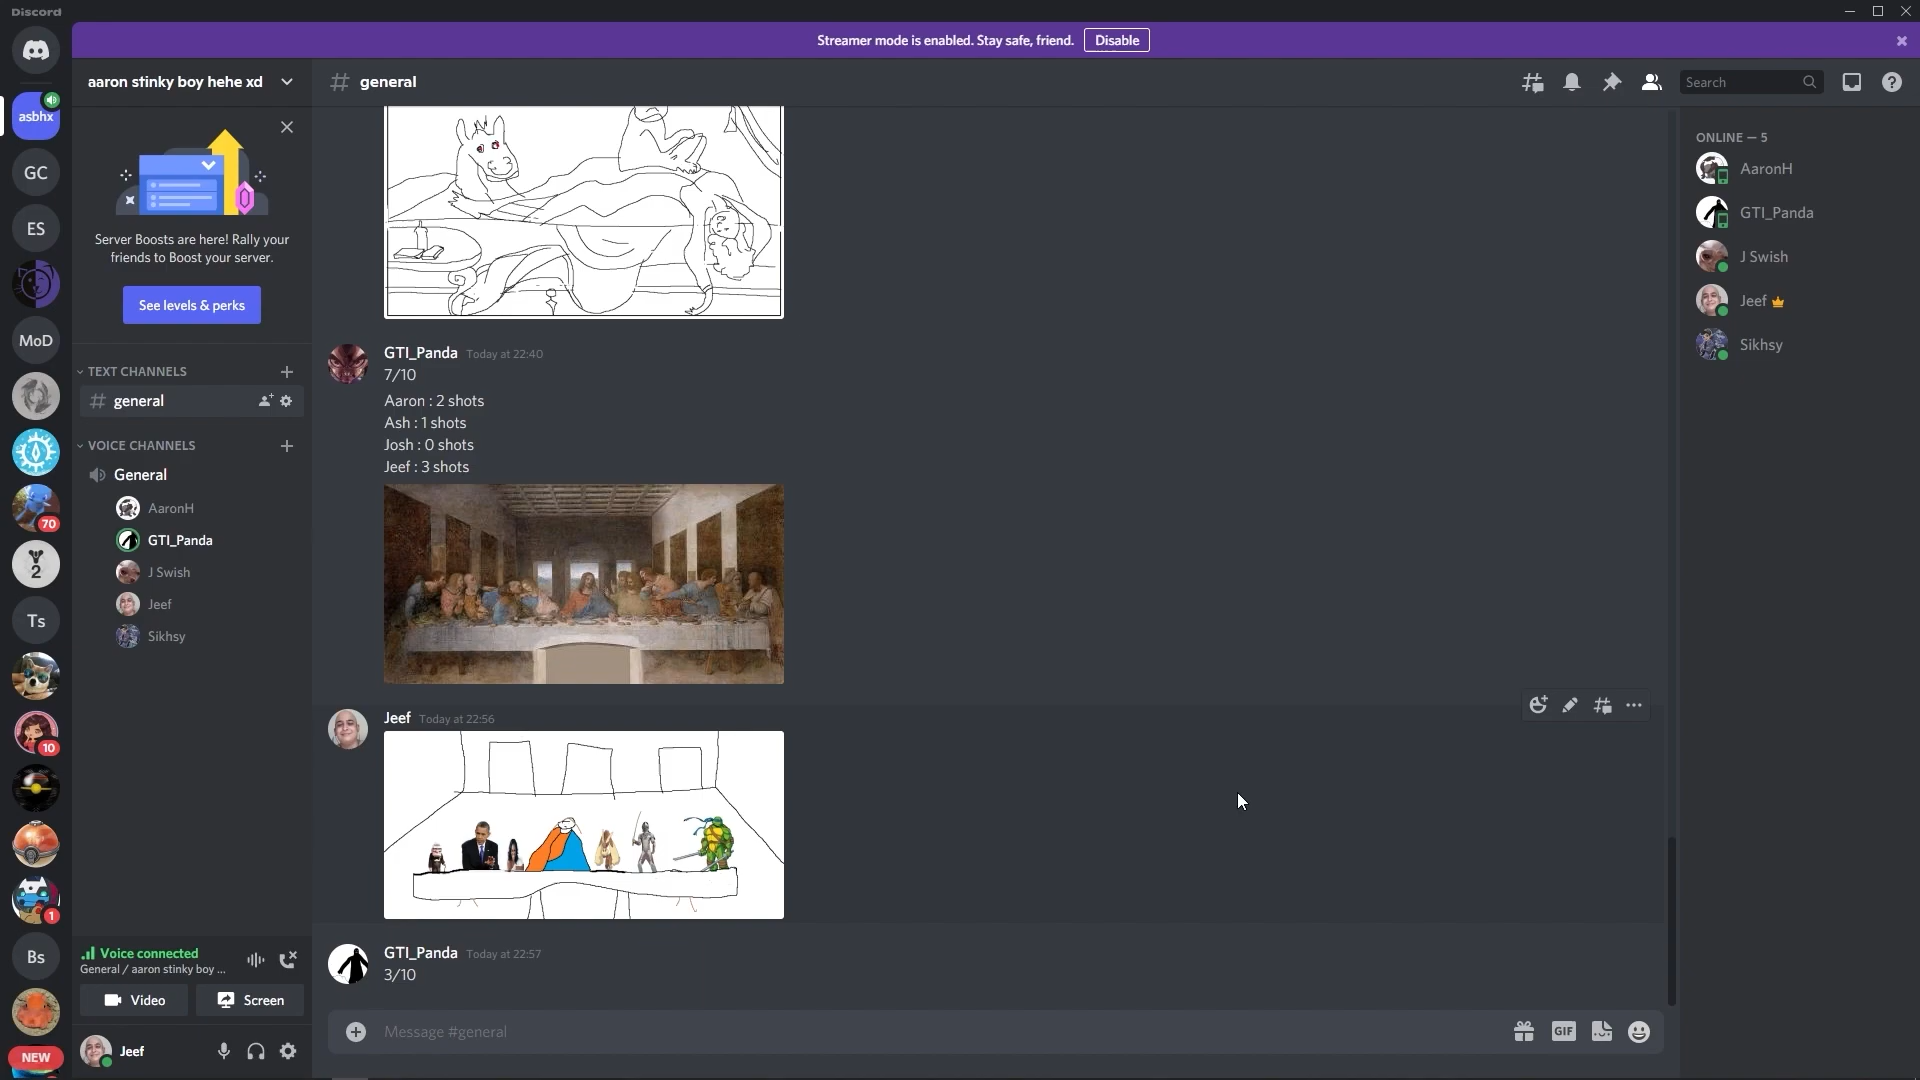 Discord
Streamer mode is enabled. Stay safe, friend.
Disable
asbhx
GC
ES
MoD
70
2
Ts
10
1
Bs
NEW
aaron stinky boy hehe xd
Server Boosts are here! Rally your
friends to Boost your server.
See levels & perks
TEXT CHANNELS
general
VOICE CHANNELS
General
AaronH
GTI_Panda
J Swish
Jeef
Sikhsy
Voice connected
General / aaron stinky boy ...
Video
Screen
Jeef
general
Search
GTI_Panda Today at 22:40
7/10
Aaron : 2 shots
Ash : 1 shots
Josh : 0 shots
Jeef : 3 shots
Jeef Today at 22:56
GTI_Panda Today at 22:57
3/10
Message #general
GIF
ONLINE — 5
AaronH
GTI_Panda
J Swish
Jeef
Sikhsy